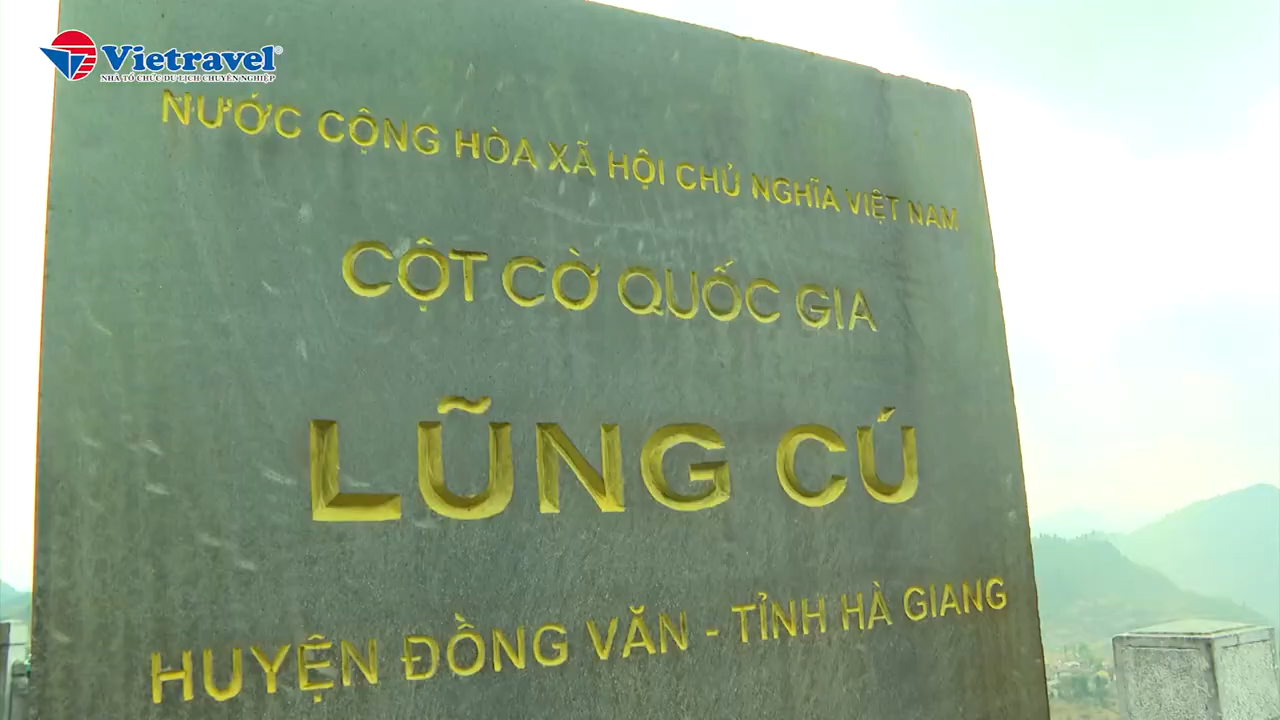 Vietravel®
NHÀ TỔ CHỨC DU LỊCH CHUYÊN NGHIỆP
NƯỚC CỘNG HÒA XÃ HỘI CHỦ NGHĨA VIỆT NAM
CỘT CỜ QUỐC GIA
LŨNG CÚ
HUYỆN ĐỒNG VĂN - TỈNH HÀ GIANG